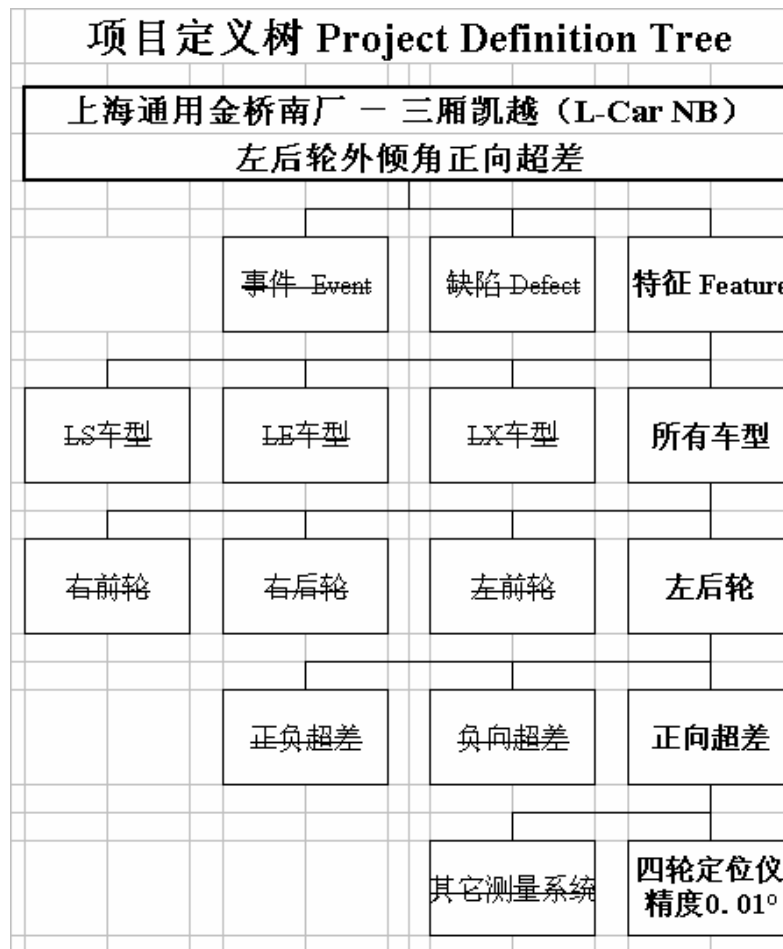 项目定义树 Project Definition Tree
上海通用金桥南厂 － 三厢凯越（L-Car NB）
左后轮外倾角正向超差
事件 Event
缺陷 Defect
特征 Feature
LS车型
LE车型
LX车型
所有车型
右前轮
右后轮
左前轮
左后轮
正负超差
负向超差
正向超差
其它测量系统
四轮定位仪
精度0.01°